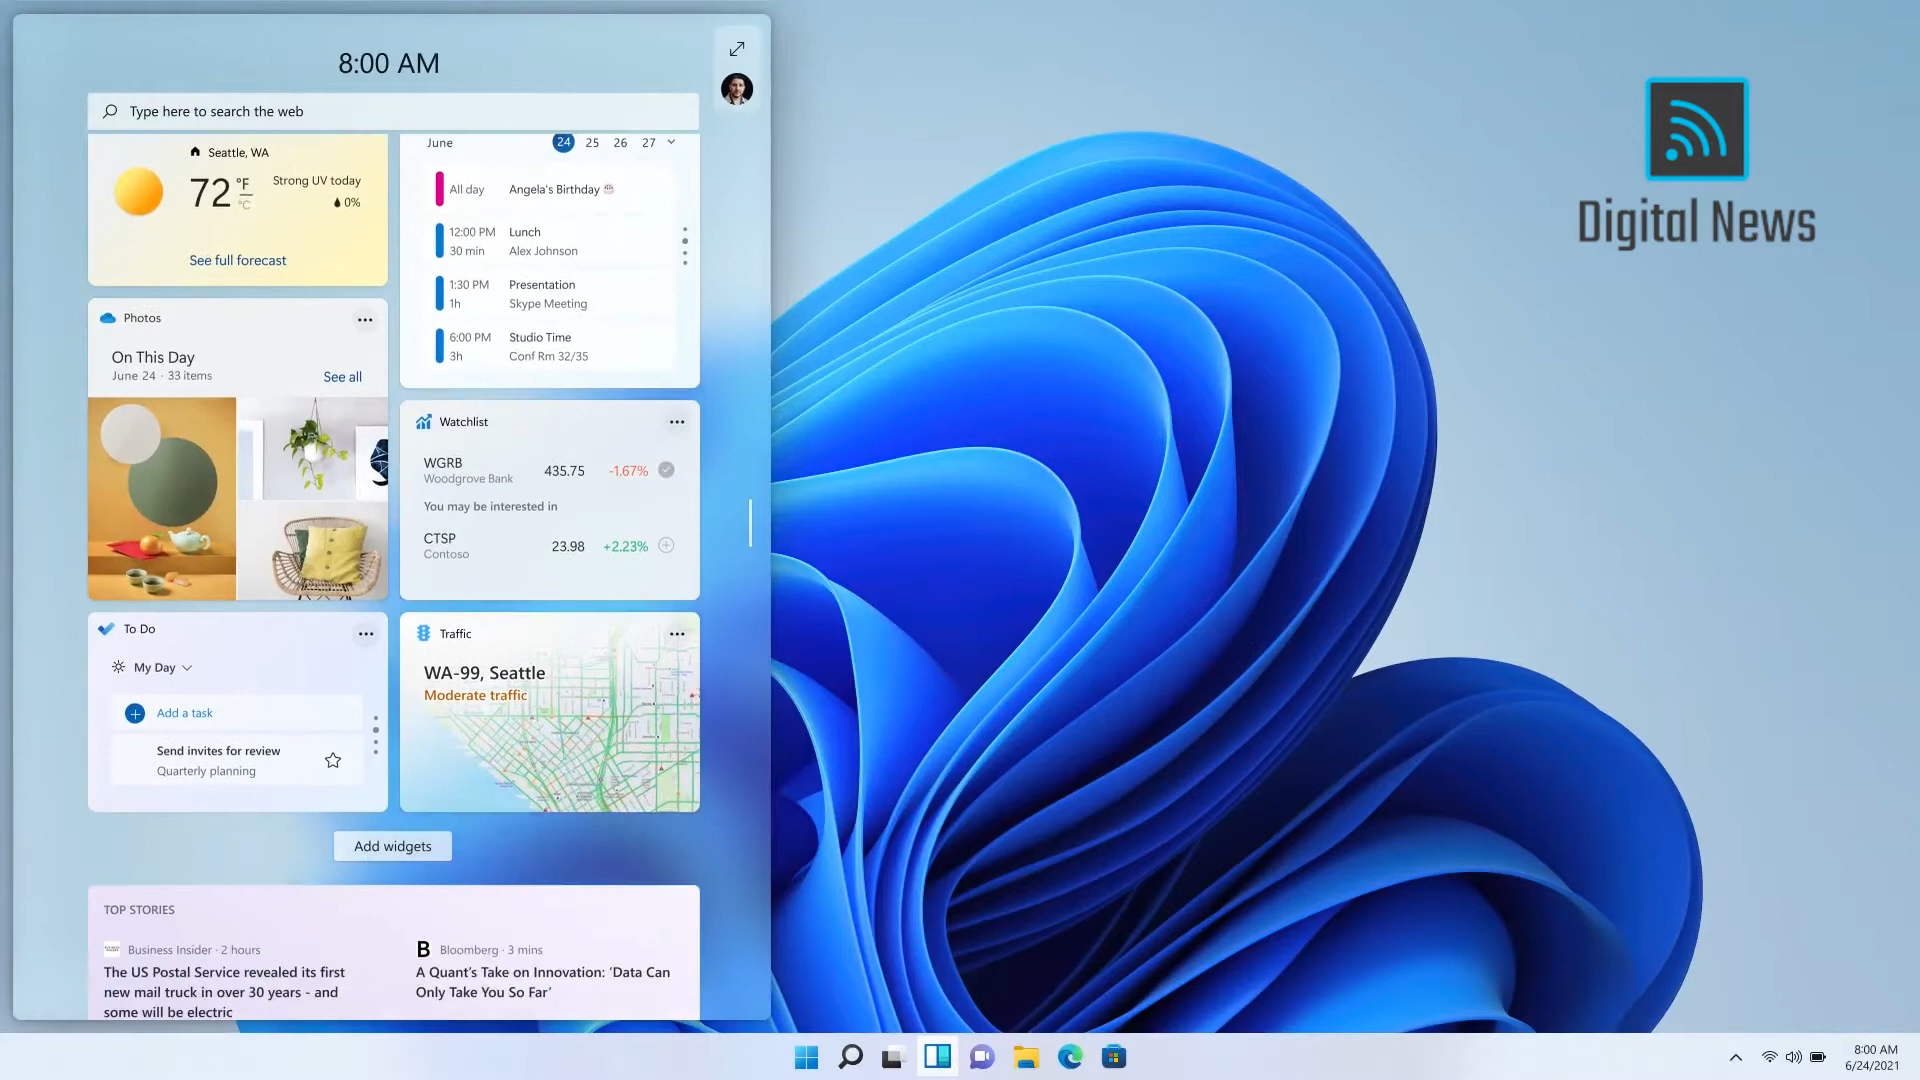 8:00 AM
Type here to search the web
Seattle, WA
72 °F
°C
Strong UV today
0%
See full forecast
June 24 25 26 27
All day Angela's Birthday
12:00 PM Lunch
30 min Alex Johnson
1:30 PM Presentation
1h Skype Meeting
6:00 PM Studio Time
3h Conf Rm 32/35
Photos
On This Day
June 24 · 33 items
See all
Watchlist
WGRB 435.75 -1.67%
Woodgrove Bank
You may be interested in
CTSP 23.98 +2.23%
Contoso
To Do
My Day
Add a task
Send invites for review
Quarterly planning
Traffic
WA-99, Seattle
Moderate traffic
Add widgets
TOP STORIES
Business Insider · 2 hours
The US Postal Service revealed its first
new mail truck in over 30 years - and
some will be electric
B Bloomberg · 3 mins
A Quant's Take on Innovation: ‘Data Can
Only Take You So Far’
Digital News
8:00 AM
6/24/2021